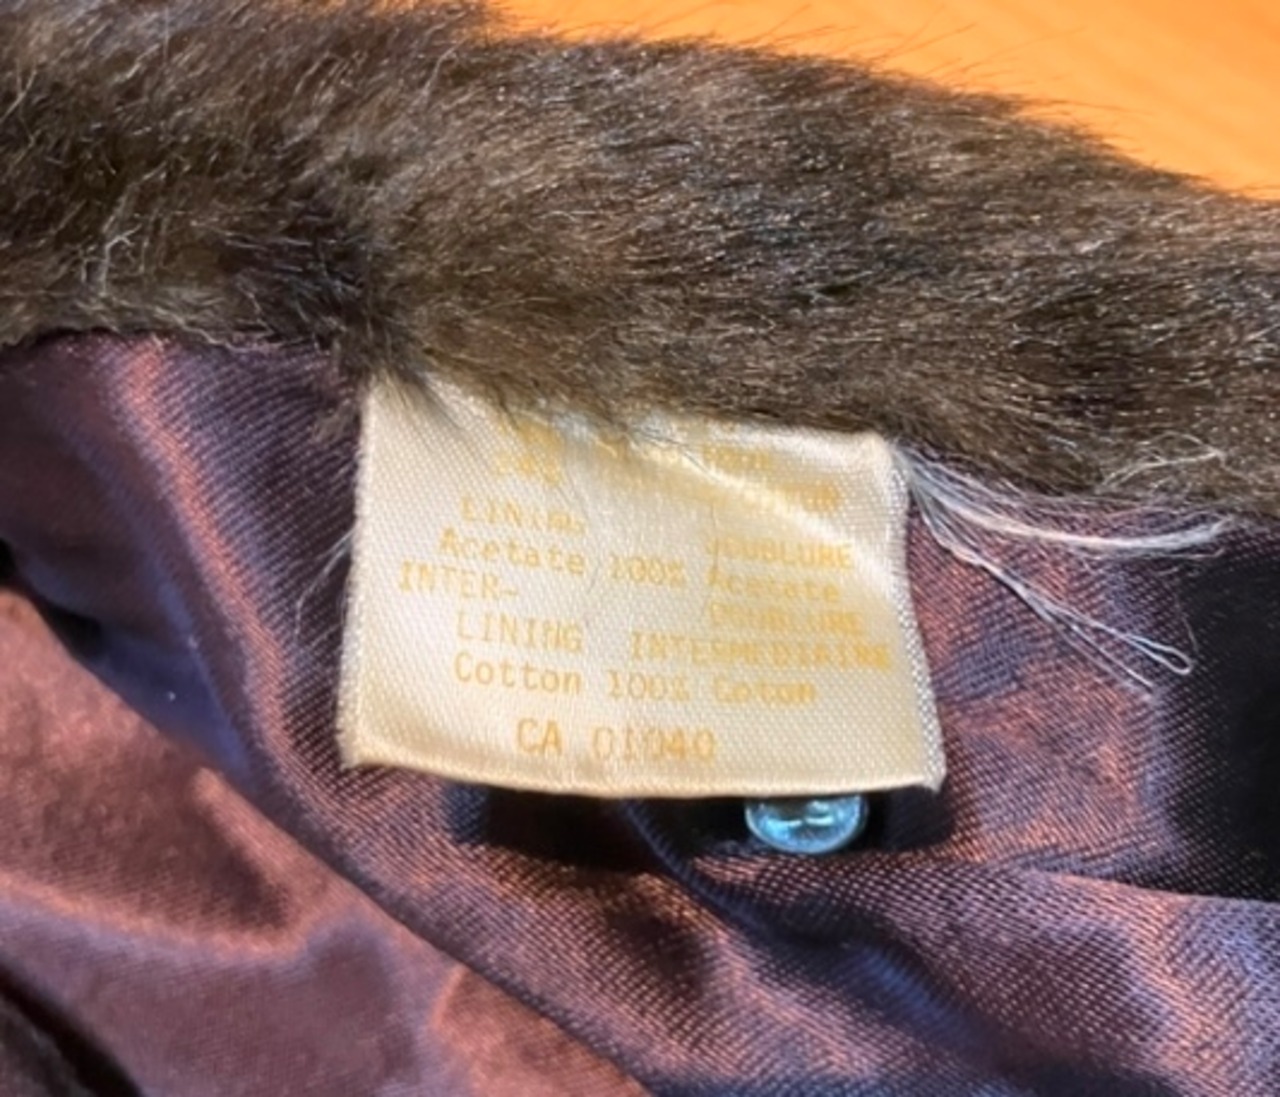 LINING
DOUBLURE
Acetate 100% Acetate
INTER-
DOUBLURE
LINING INTERMEDIAIRE
Cotton 100% Coton
CA 01040